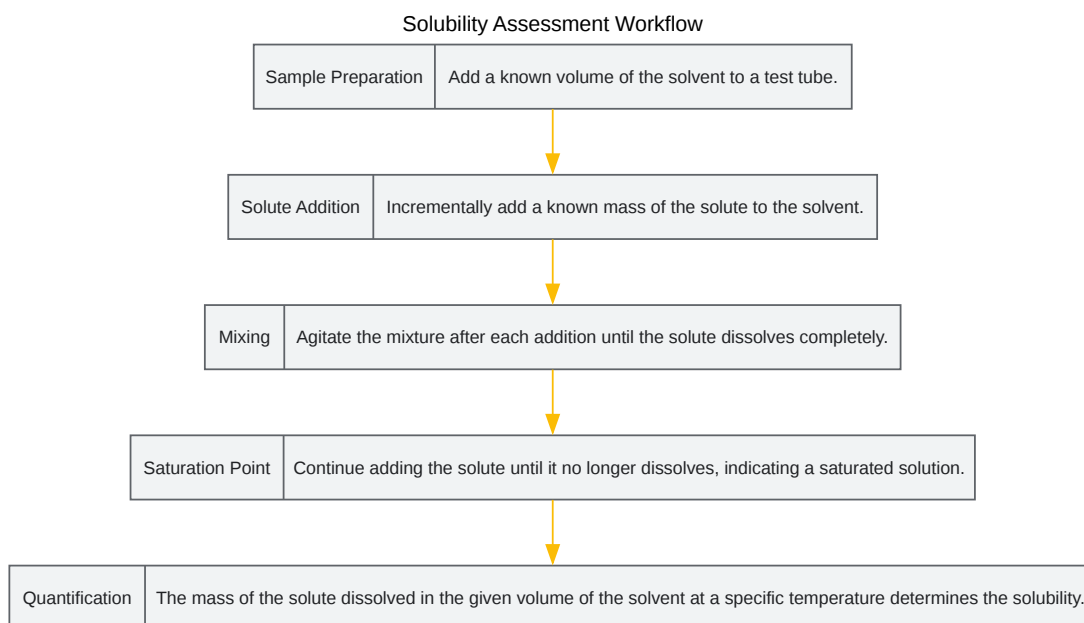 Solubility Assessment Workflow
Sample Preparation
Add a known volume of the solvent to a test tube.
Solute Addition
Incrementally add a known mass of the solute to the solvent.
Mixing
Agitate the mixture after each addition until the solute dissolves completely.
Saturation Point
Continue adding the solute until it no longer dissolves, indicating a saturated solution.
Quantification
The mass of the solute dissolved in the given volume of the solvent at a specific temperature determines the solubility.